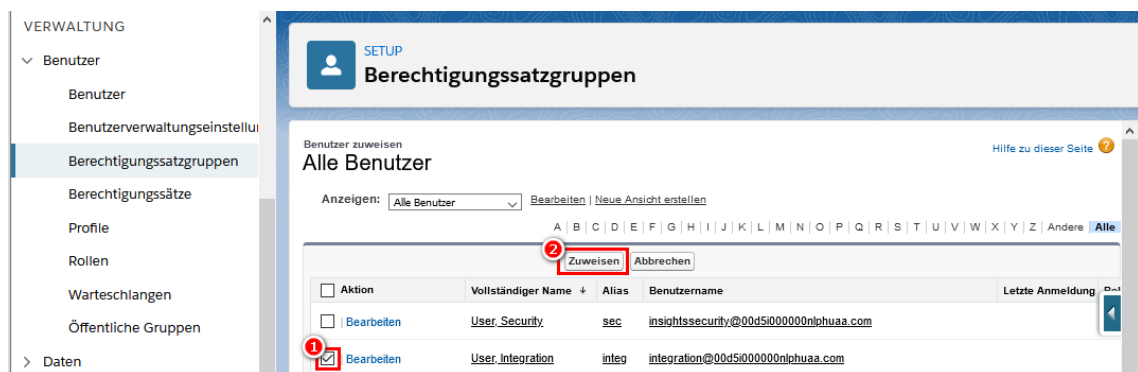 VERWALTUNG
Benutzer
Benutzer
Benutzerverwaltungseinstellu
Berechtigungssatzgruppen
Berechtigungssätze
Profile
Rollen
Warteschlangen
Öffentliche Gruppen
Daten
SETUP
Berechtigungssatzgruppen
Benutzer zuweisen
Alle Benutzer
Hilfe zu dieser Seite ?
Anzeigen: Alle Benutzer Bearbeiten | Neue Ansicht erstellen
A | B | C | D | E | F | G | H | I | J | K | L | M | N | O | P | Q | R | S | T | U | V | W | X | Y | Z | Andere Alle
2 Zuweisen Abbrechen
Aktion Vollständiger Name ↓ Alias Benutzername Letzte Anmeldung
| Bearbeiten User, Security sec insightssecurity@00d5i000000nlphuaa.com
1 Bearbeiten User, Integration integ integration@00d5i000000nlphuaa.com